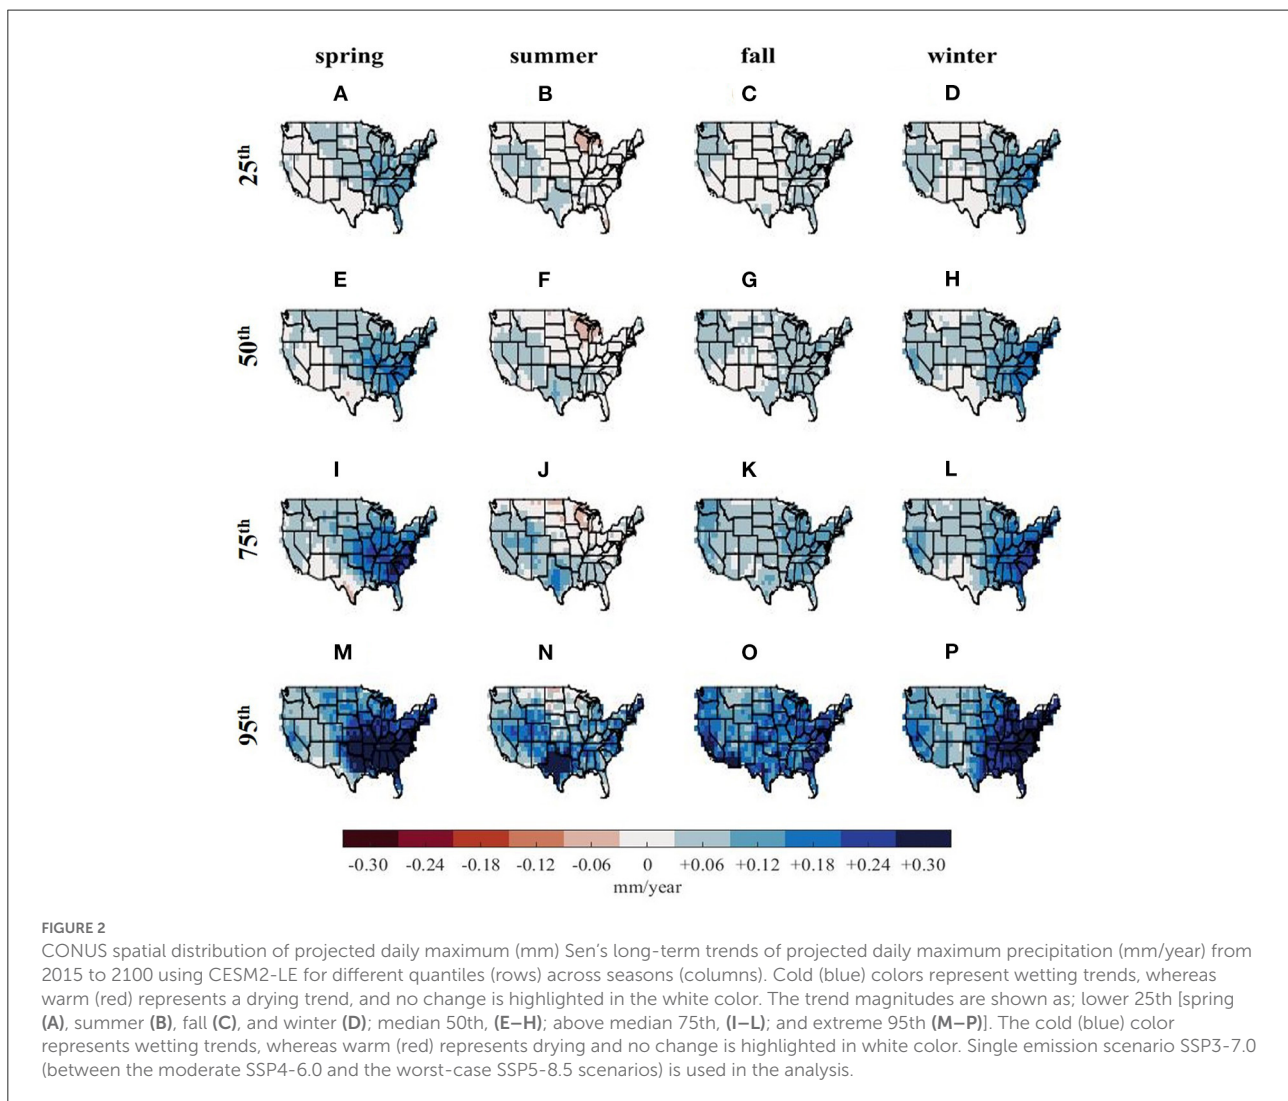 spring summer fall winter
A B C D
25th
E F G H
50th
I J K L
75th
M N O P
95th
-0.30 -0.24 -0.18 -0.12 -0.06 0 +0.06 +0.12 +0.18 +0.24 +0.30
mm/year
FIGURE 2
CONUS spatial distribution of projected daily maximum (mm) Sen's long-term trends of projected daily maximum precipitation (mm/year) from
2015 to 2100 using CESM2-LE for different quantiles (rows) across seasons (columns). Cold (blue) colors represent wetting trends, whereas
warm (red) represents a drying trend, and no change is highlighted in the white color. The trend magnitudes are shown as; lower 25th [spring
(A), summer (B), fall (C), and winter (D); median 50th, (E–H); above median 75th, (I–L); and extreme 95th (M–P)]. The cold (blue) color
represents wetting trends, whereas warm (red) represents drying and no change is highlighted in white color. Single emission scenario SSP3-7.0
(between the moderate SSP4-6.0 and the worst-case SSP5-8.5 scenarios) is used in the analysis.